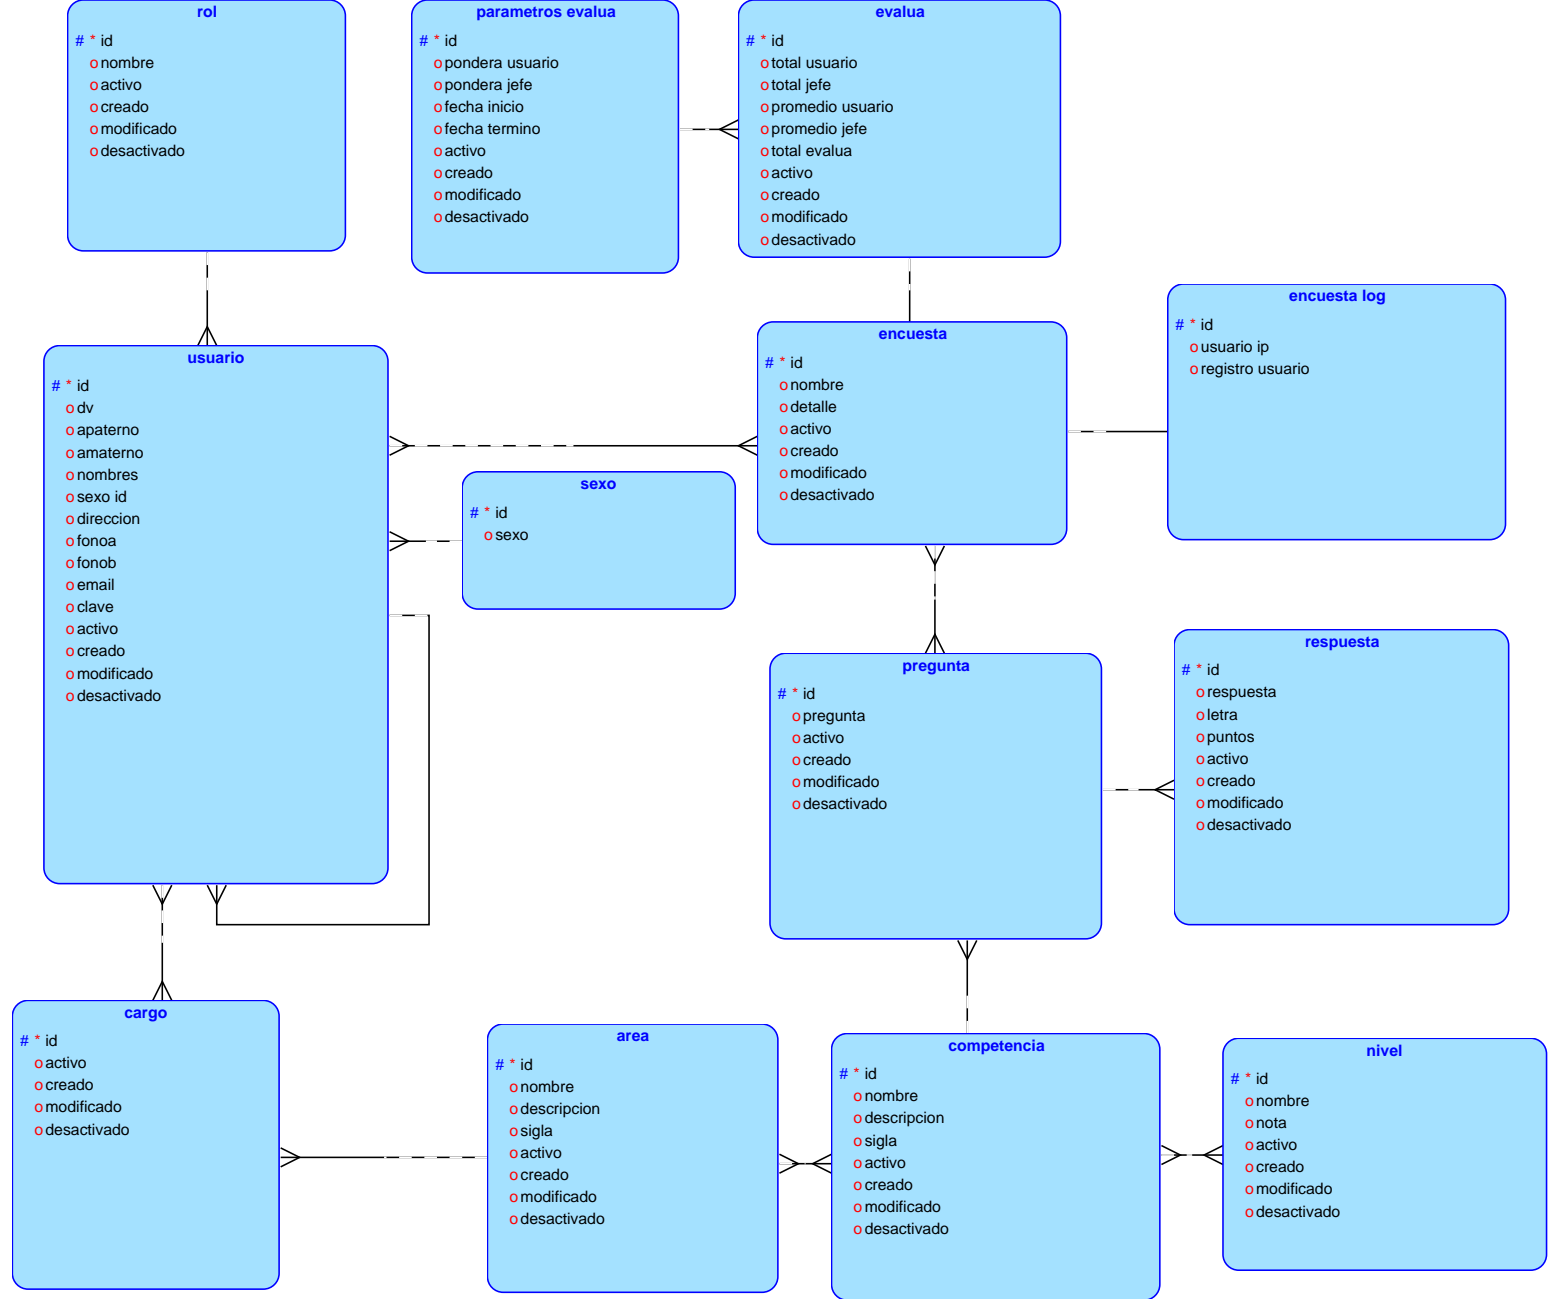 rol
# * id
o nombre
o activo
o creado
o modificado
o desactivado
parametros evalua
# * id
o pondera usuario
o pondera jefe
o fecha inicio
o fecha termino
o activo
o creado
o modificado
o desactivado
evalua
# * id
o total usuario
o total jefe
o promedio usuario
o promedio jefe
o total evalua
o activo
o creado
o modificado
o desactivado
encuesta log
# * id
o usuario ip
o registro usuario
encuesta
# * id
o nombre
o detalle
o activo
o creado
o modificado
o desactivado
usuario
# * id
o dv
o apaterno
o amaterno
o nombres
o sexo id
o direccion
o fonoa
o fonob
o email
o clave
o activo
o creado
o modificado
o desactivado
sexo
# * id
o sexo
pregunta
# * id
o pregunta
o activo
o creado
o modificado
o desactivado
respuesta
# * id
o respuesta
o letra
o puntos
o activo
o creado
o modificado
o desactivado
cargo
# * id
o activo
o creado
o modificado
o desactivado
area
# * id
o nombre
o descripcion
o sigla
o activo
o creado
o modificado
o desactivado
competencia
# * id
o nombre
o descripcion
o sigla
o activo
o creado
o modificado
o desactivado
nivel
# * id
o nombre
o nota
o activo
o creado
o modificado
o desactivado